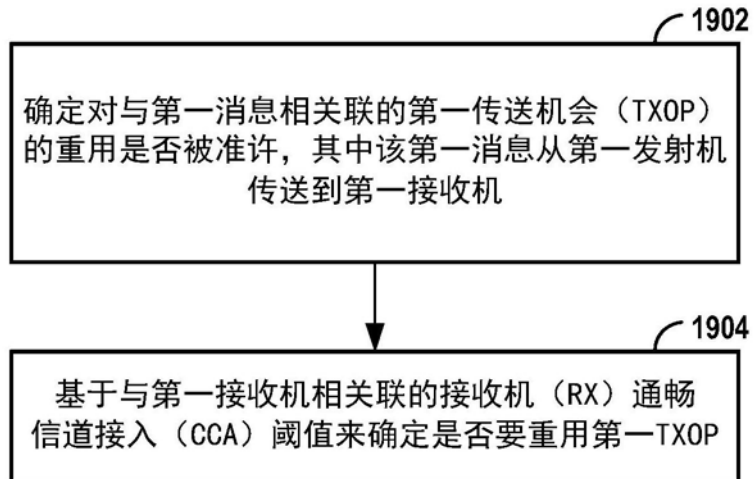 1902
确定对与第一消息相关联的第一传送机会（TXOP）
的重用是否被准许，其中该第一消息从第一发射机
传送到第一接收机
1904
基于与第一接收机相关联的接收机（RX）通畅
信道接入（CCA）阈值来确定是否要重用第一TXOP